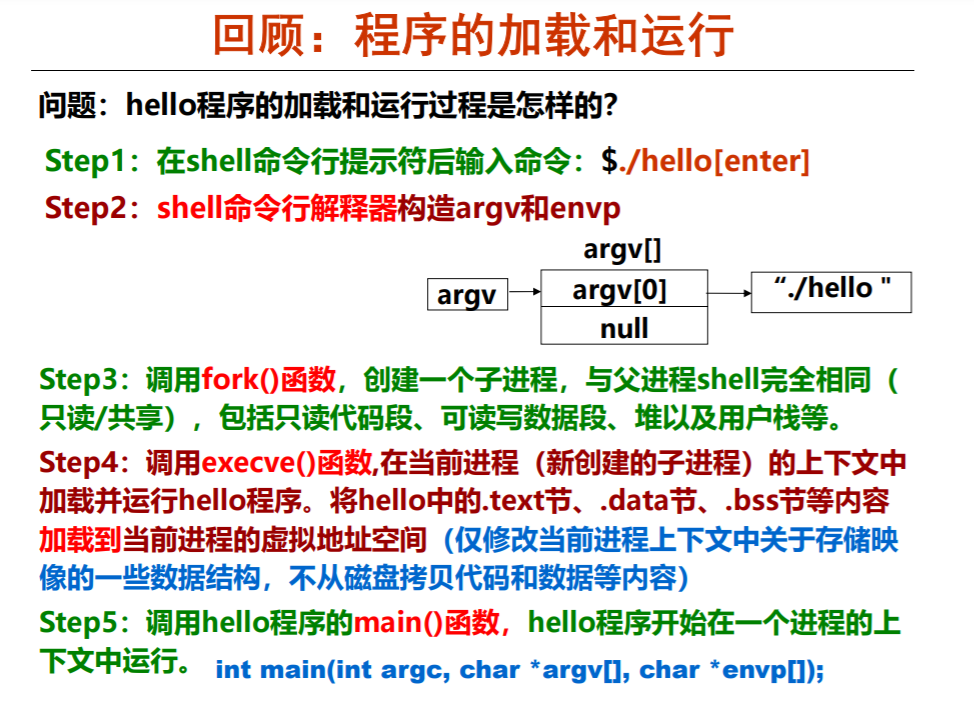 回顾：程序的加载和运行
问题：hello程序的加载和运行过程是怎样的？
Step1：在shell命令行提示符后输入命令：$./hello[enter]
Step2：shell命令行解释器构造argv和envp
argv[]
argv
argv[0]
“./hello "
null
Step3：调用fork()函数，创建一个子进程，与父进程shell完全相同（
只读/共享），包括只读代码段、可读写数据段、堆以及用户栈等。
Step4：调用execve()函数,在当前进程（新创建的子进程）的上下文中
加载并运行hello程序。将hello中的.text节、.data节、.bss节等内容
加载到当前进程的虚拟地址空间（仅修改当前进程上下文中关于存储映
像的一些数据结构，不从磁盘拷贝代码和数据等内容）
Step5：调用hello程序的main()函数，hello程序开始在一个进程的上
下文中运行。 int main(int argc, char *argv[], char *envp[]);